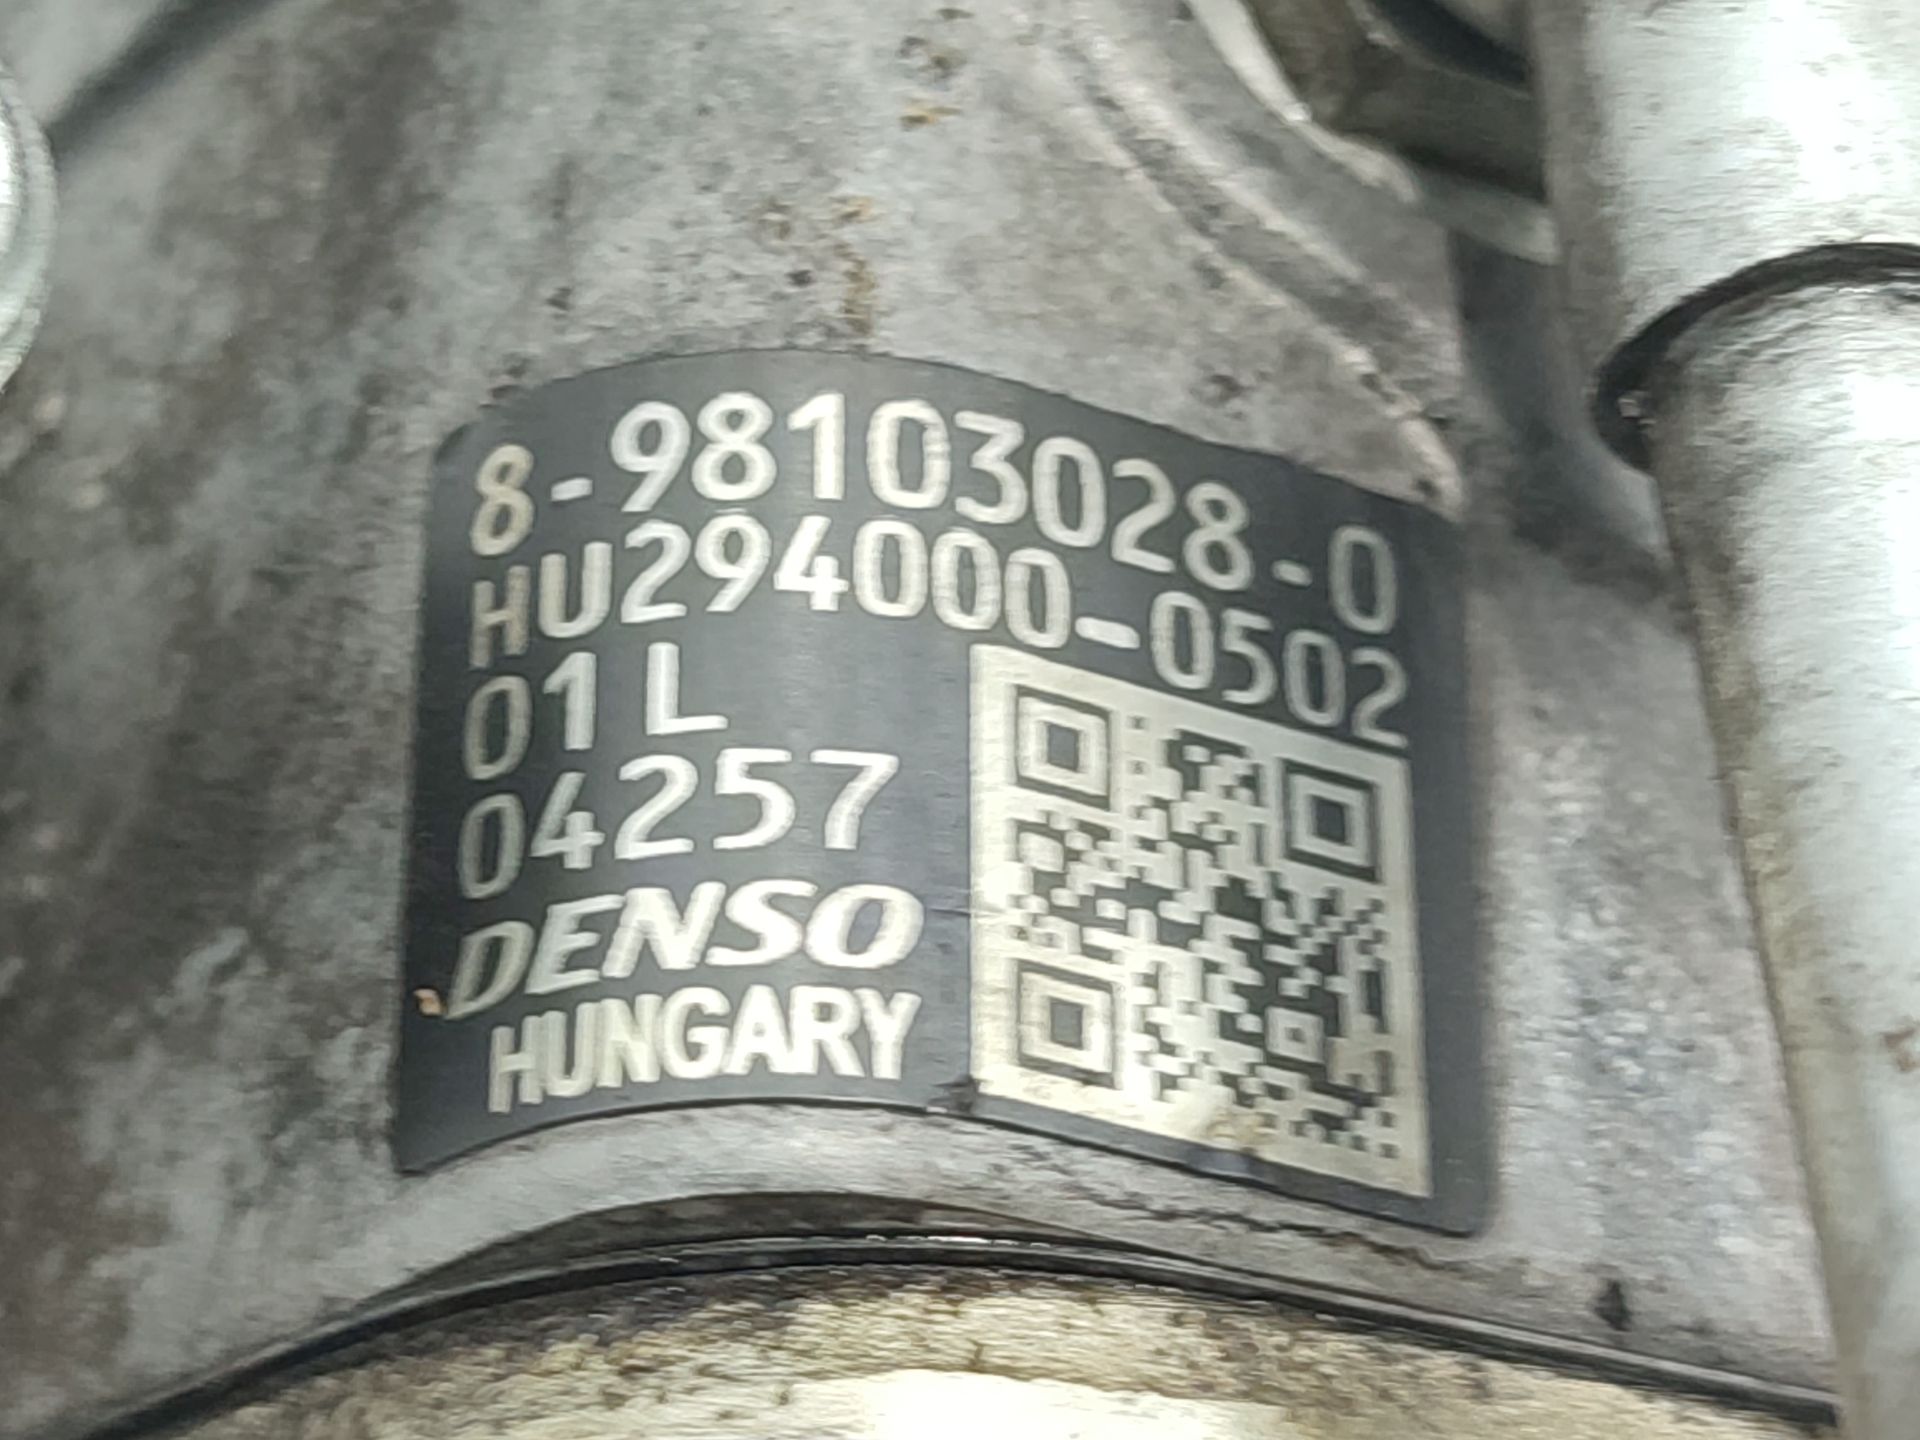 8-98103028-0
HU294000-0502
01 L
04257
DENSO
HUNGARY